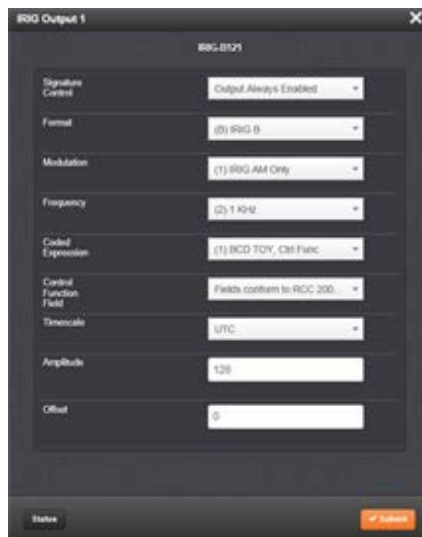 IRIG Output 1
IRIG-B121
Signature
Control
Output Always Enabled
Format
(B) IRIG B
Modulation
(1) IRIG AM Only
Frequency
(2) 1 KHz
Coded
Expression
(1) BCD TOY, Ctrl Func.
Control
Function
Field
Fields conform to RCC 200...
Timescale
UTC
Amplitude
128
Offset
0
Status
Submit